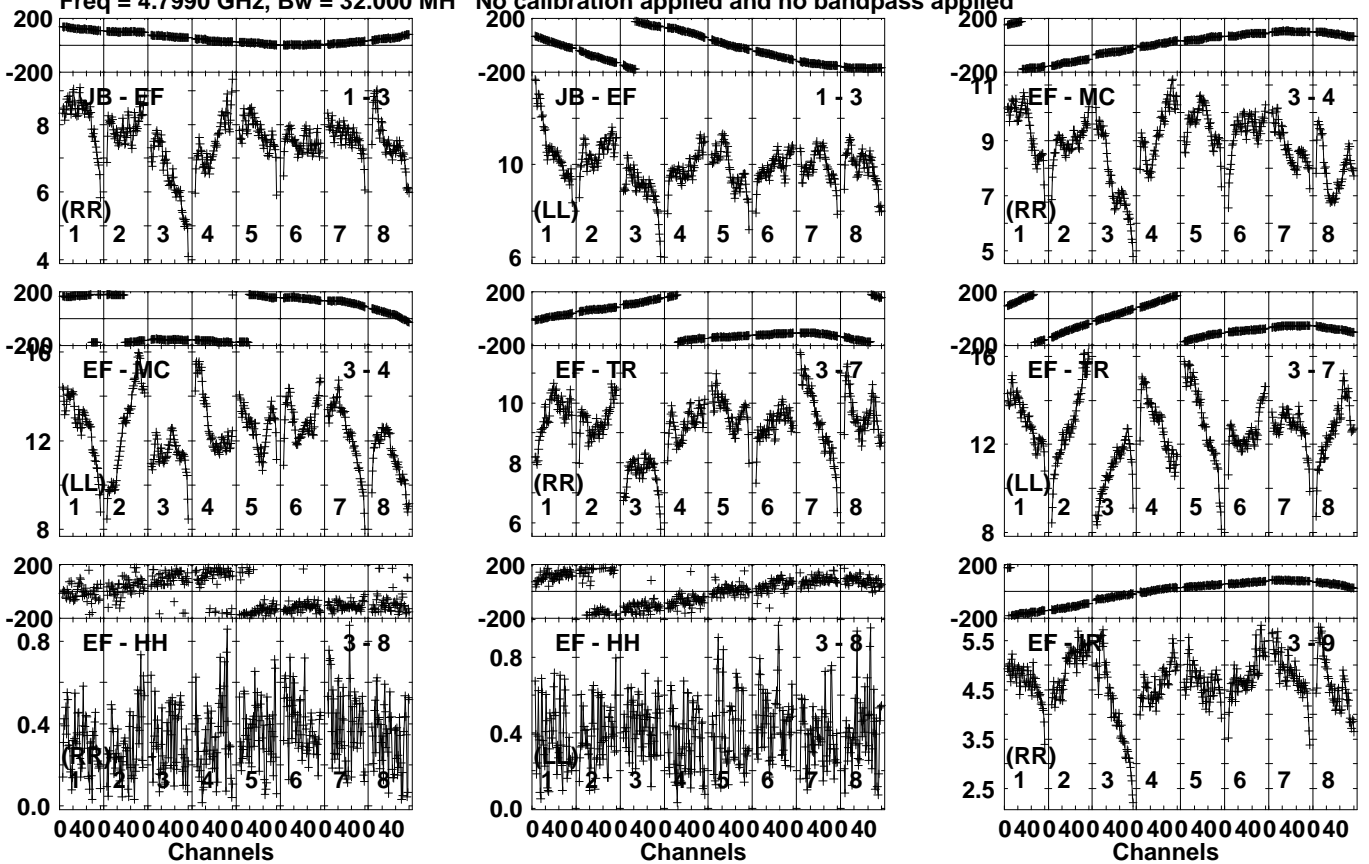 Freq = 4.7990 GHz, Bw = 32.000 MH No calibration applied and no bandpass applied
200 200 200
-200 -200 -200
JB - EF 1 - 3 JB - EF 1 - 3 EF - MC 3 - 4
8 6 4
10 6
11 9 7 5
(RR) (LL) (RR)
1 2 3 4 5 6 7 8 1 2 3 4 5 6 7 8 1 2 3 4 5 6 7 8
200 200 200
-200 -200 -200
16 16
EF - MC 3 - 4 EF - TR 3 - 7 EF - TR 3 - 7
12 8
10 8 6
12 8
(LL) (RR) (LL)
1 2 3 4 5 6 7 8 1 2 3 4 5 6 7 8 1 2 3 4 5 6 7 8
200 200 200
-200 -200 -200
EF - HH 3 - 8 EF - HH 3 - 8 EF - IR 3 - 9
0.8 0.4 0.0
0.8 0.4 0.0
5.5 4.5 3.5 2.5
(RR) (LL) (RR)
1 2 3 4 5 6 7 8 1 2 3 4 5 6 7 8 1 2 3 4 5 6 7 8
0 40 0 40 0 40 0 40 0 40 0 40 0 40 0 40 0 40 0 40 0 40 0 40 0 40 0 40 0 40 0 40 0 40 0 40 0 40 0 40 0 40 0 40 0 40 0 40
Channels Channels Channels